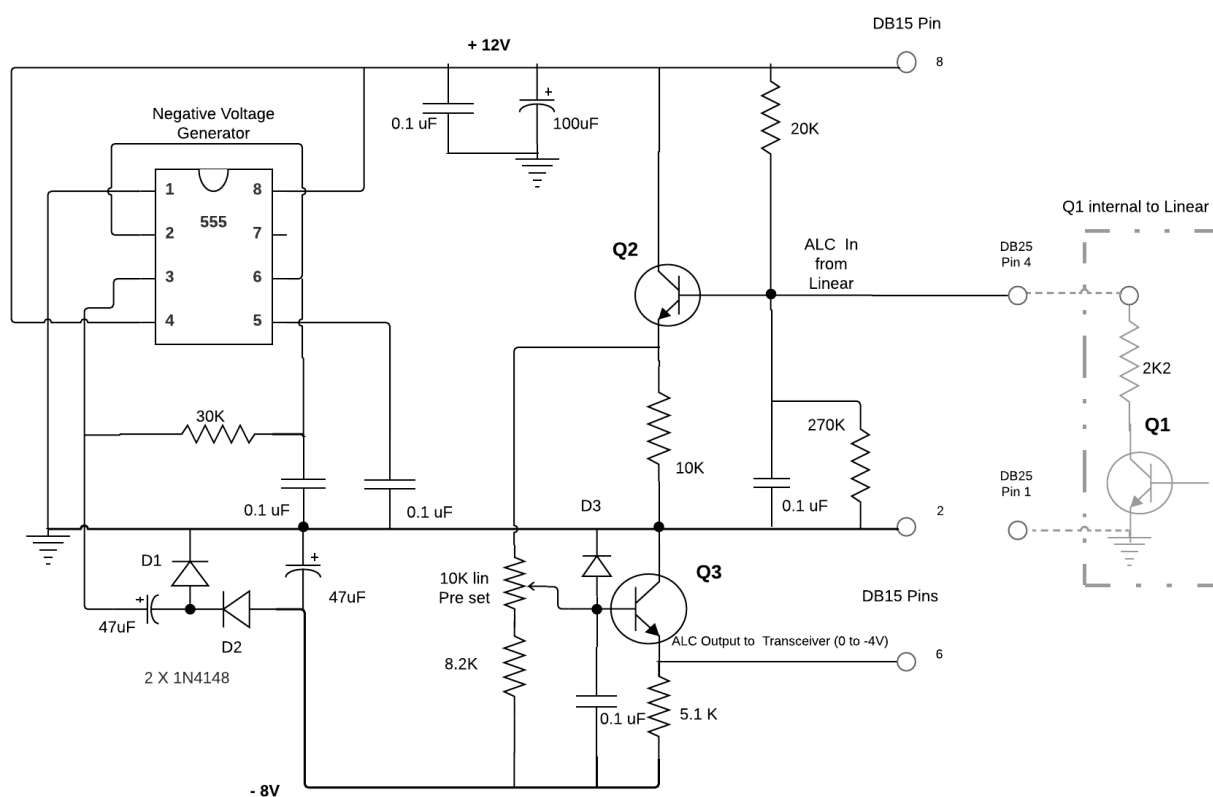 DB15 Pin
+ 12V
8
Negative Voltage
Generator
+
0.1 uF
100uF
20K
1
8
555
2
7
3
6
4
5
Q1 internal to Linear
Q2
ALC In
from
Linear
DB25
Pin 4
2K2
30K
270K
Q1
10K
0.1 uF
0.1 uF
D3
0.1 uF
DB25
Pin 1
2
D1
+
47uF
10K lin
Pre set
Q3
DB15 Pins
+
47uF
D2
ALC Output to Transceiver (0 to -4V)
6
8.2K
2 X 1N4148
0.1 uF
5.1 K
- 8V